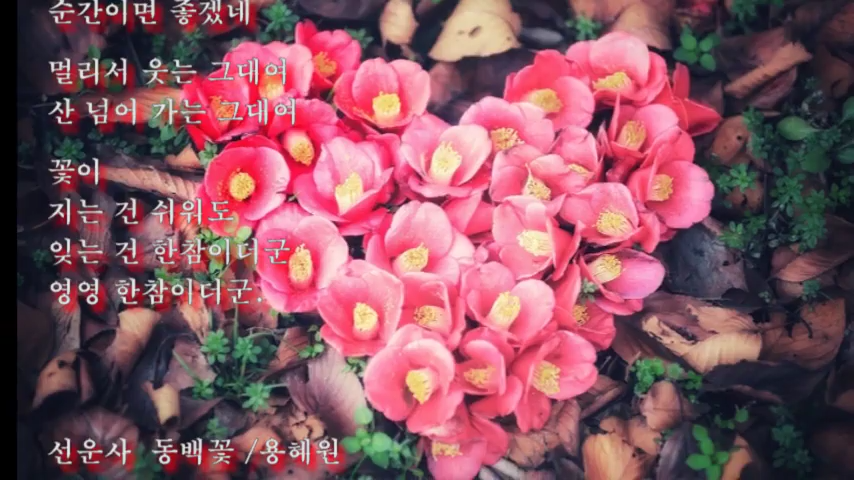 순간이면 좋겠네
멀리서 웃는 그대여
산 넘어 가는 그대여
꽃이
지는 건 쉬워도
잊는 건 한참이더군
영영 한참이더군.
선운사 동백꽃 /용혜원